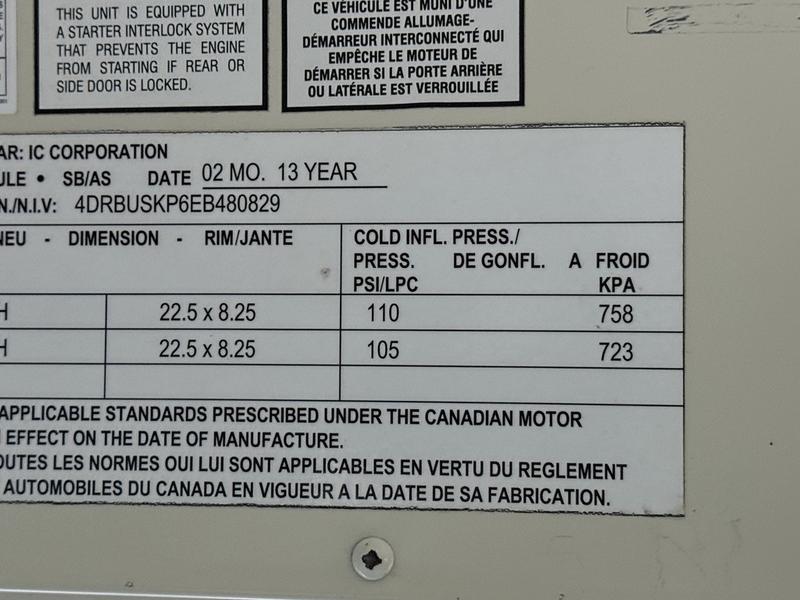 THIS UNIT IS EQUIPPED WITH
A STARTER INTERLOCK SYSTEM
THAT PREVENTS THE ENGINE
FROM STARTING IF REAR OR
SIDE DOOR IS LOCKED.
CE VÉHICULE EST MUNI D'UNE
COMMENDE ALLUMAGE-
DÉMARREUR INTERCONNECTÉ QUI
EMPÊCHE LE MOTEUR DE
DÉMARRER SI LA PORTE ARRIÈRE
OU LATÉRALE EST VERROUILLÉE
AR: IC CORPORATION
ULE • SB/AS DATE 02 MO. 13 YEAR
N./N.I.V: 4DRBUSKP6EB480829
NEU - DIMENSION - RIM/JANTE
COLD INFL. PRESS./
PRESS. DE GONFL. A FROID
PSI/LPC KPA
H 22.5 x 8.25 110 758
H 22.5 x 8.25 105 723
APPLICABLE STANDARDS PRESCRIBED UNDER THE CANADIAN MOTOR
EFFECT ON THE DATE OF MANUFACTURE.
OUTES LES NORMES OUI LUI SONT APPLICABLES EN VERTU DU REGLEMENT
AUTOMOBILES DU CANADA EN VIGUEUR A LA DATE DE SA FABRICATION.